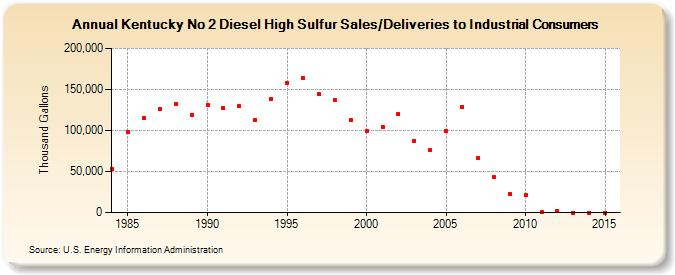 Annual Kentucky No 2 Diesel High Sulfur Sales/Deliveries to Industrial Consumers
Thousand Gallons
200,000
150,000
100,000
50,000
0
1985 1990 1995 2000 2005 2010 2015
Source: U.S. Energy Information Administration